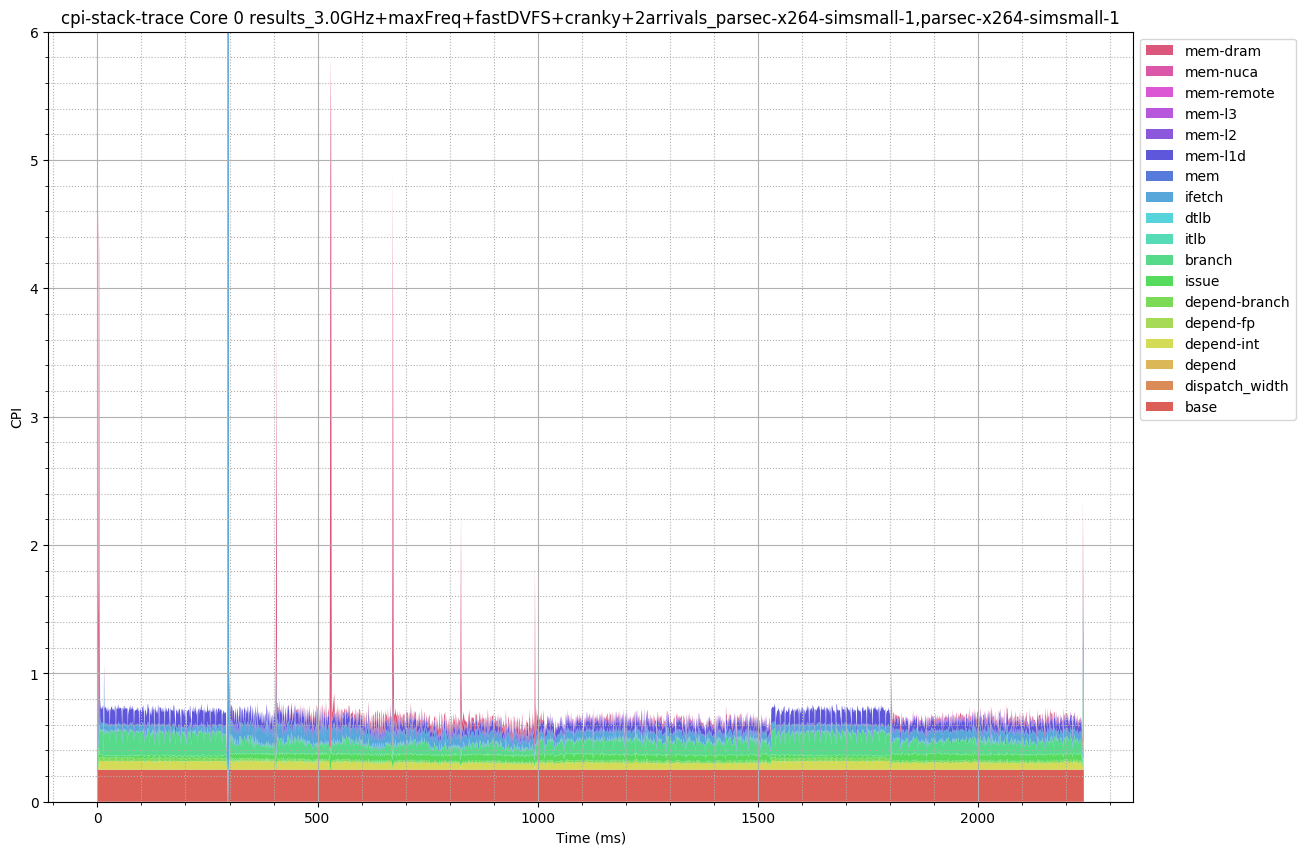 cpi-stack-trace Core 0 results_3.0GHz+maxFreq+fastDVFS+cranky+2arrivals_parsec-x264-simsmall-1,parsec-x264-simsmall-1
6
5
4
3
2
1
0
CPI
0
500
1000
1500
2000
Time (ms)
mem-dram
mem-nuca
mem-remote
mem-l3
mem-l2
mem-l1d
mem
ifetch
dtlb
itlb
branch
issue
depend-branch
depend-fp
depend-int
depend
dispatch_width
base